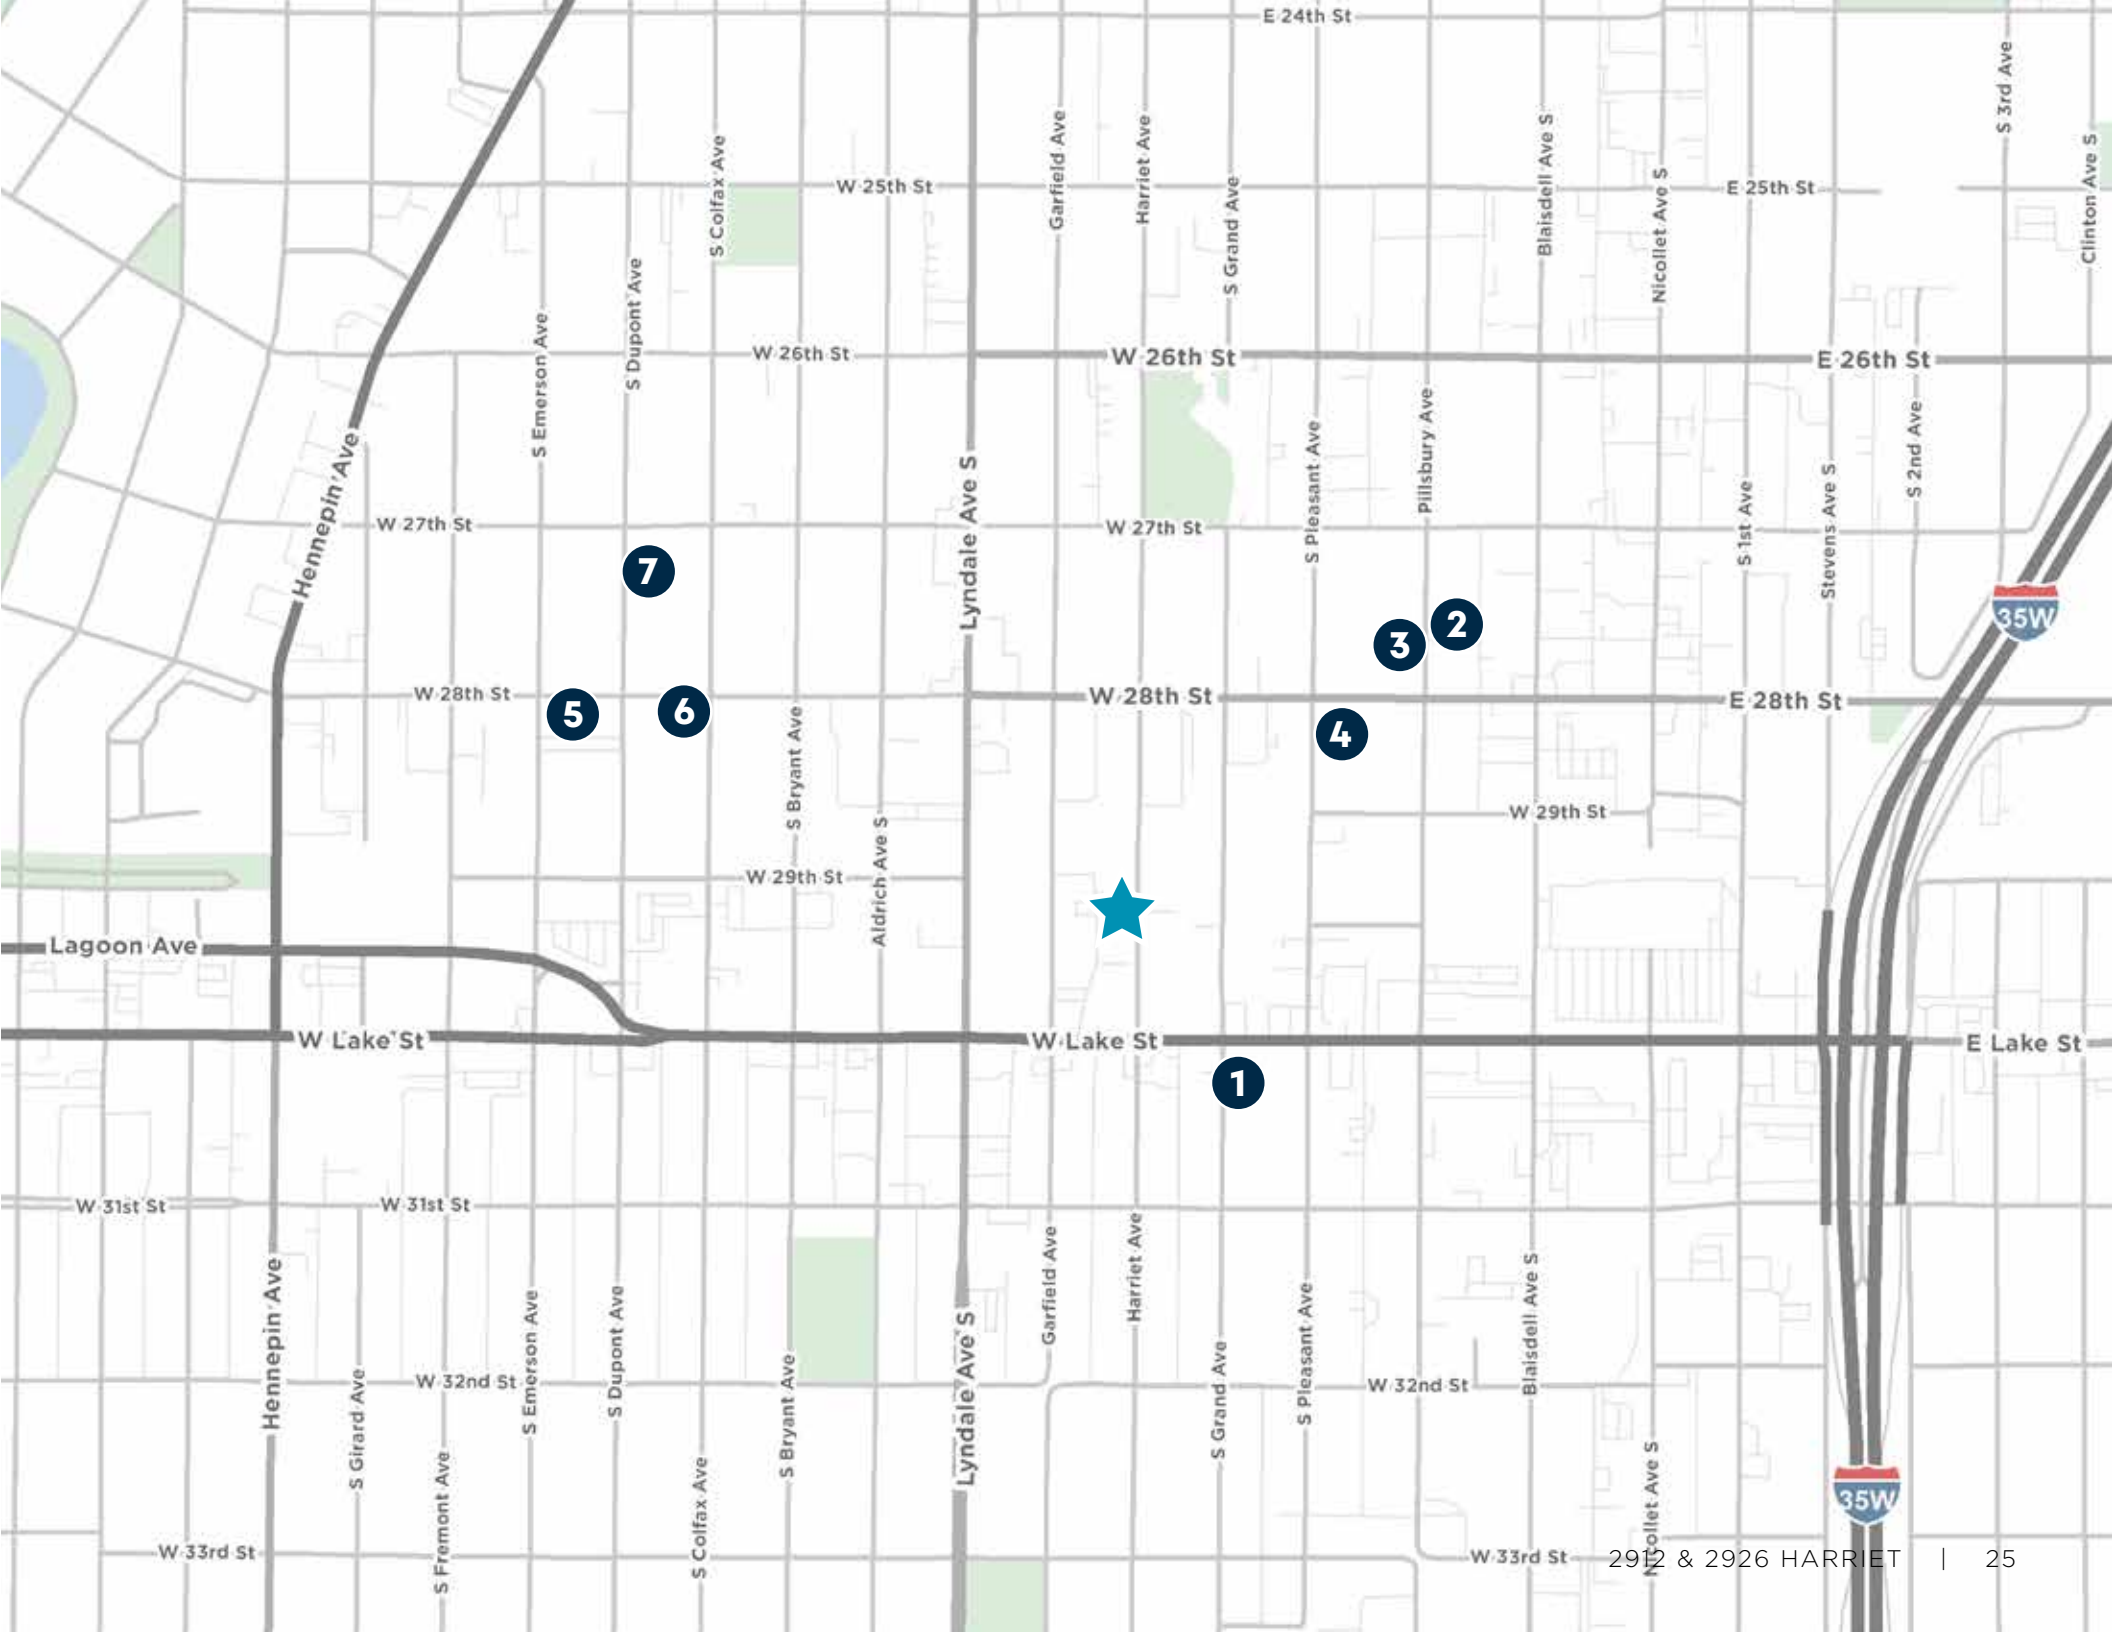 E 24th St
S 3rd Ave
Garfield Ave
Harriet Ave
Blaisdell Ave S
S Colfax Ave
Clinton Ave S
W 25th St
E 25th St
Nicollet Ave S
S Grand Ave
S Dupont Ave
S Emerson Ave
W 26th St
W 26th St
E 26th St
Pillsbury Ave
S 2nd Ave
S Pleasant Ave
Hennepin Ave
Lyndale Ave S
S 1st Ave
Stevens Ave S
W 27th St
W 27th St
7
2
3
35W
W 28th St
5
6
W 28th St
4
E 28th St
S Bryant Ave
Aldrich Ave S
W 29th St
W 29th St
Lagoon Ave
W Lake St
W Lake St
E Lake St
1
W 31st St
W 31st St
Hennepin Ave
Garfield Ave
Harriet Ave
Blaisdell Ave S
S Emerson Ave
S Dupont Ave
S Pleasant Ave
Lyndale Ave S
S Girard Ave
W 32nd St
S Bryant Ave
S Grand Ave
W 32nd St
S Fremont Ave
S Colfax Ave
Nicollet Ave S
35W
W 33rd St
W 33rd St
2912 & 2926 HARRIET | 25